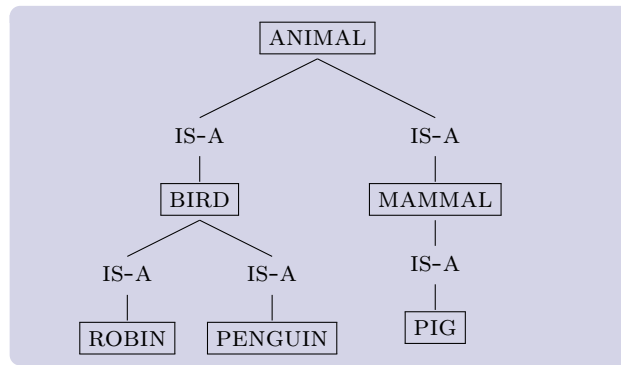 ANIMAL
IS-A IS-A
BIRD MAMMAL
IS-A IS-A IS-A
ROBIN PENGUIN PIG